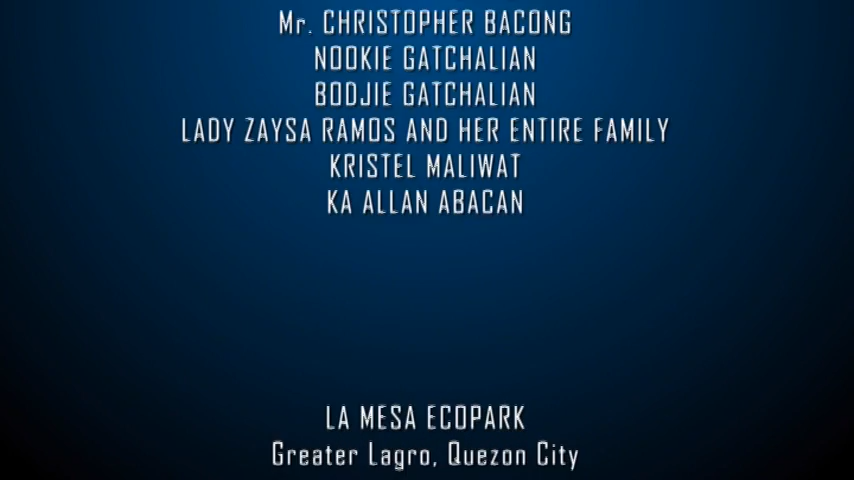 Mr. CHRISTOPHER BACONG
NOOKIE GATCHALIAN
BODJIE GATCHALIAN
LADY ZAYSA RAMOS AND HER ENTIRE FAMILY
KRISTEL MALIWAT
KA ALLAN ABACAN
LA MESA ECOPARK
Greater Lagro, Quezon City